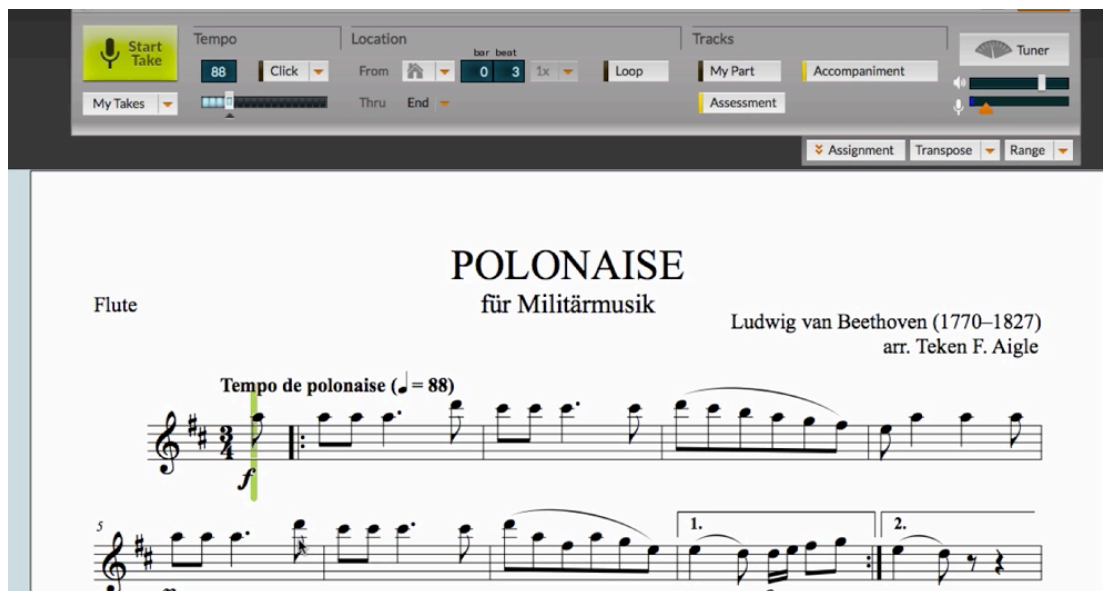 Start
Take
Tempo
Location
Tracks
Tuner
bar beat
88
Click
From
0 3
1x
Loop
My Part
Accompaniment
My Takes
Thru
End
Assessment
Assignment
Transpose
Range
POLONAISE
für Militärmusik
Flute
Ludwig van Beethoven (1770–1827)
arr. Teken F. Aigle
Tempo de polonaise (♩ = 88)
3
4
f
5
1.
2.